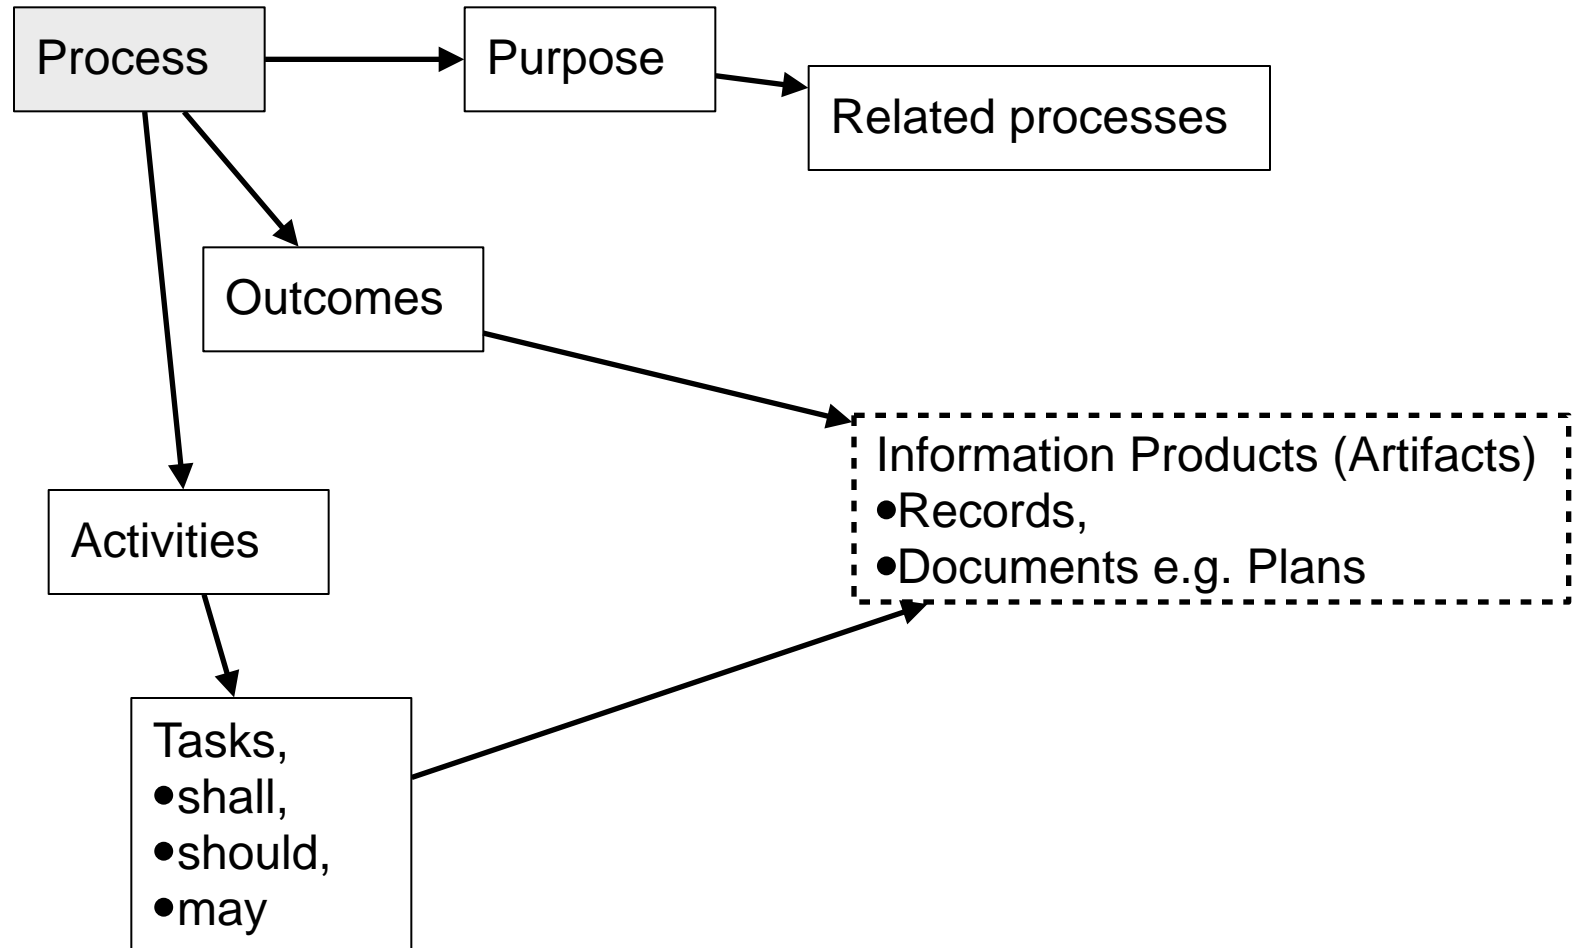 Process
Purpose
Related processes
Outcomes
Information Products (Artifacts)
●Records,
●Documents e.g. Plans
Activities
Tasks,
●shall,
●should,
●may